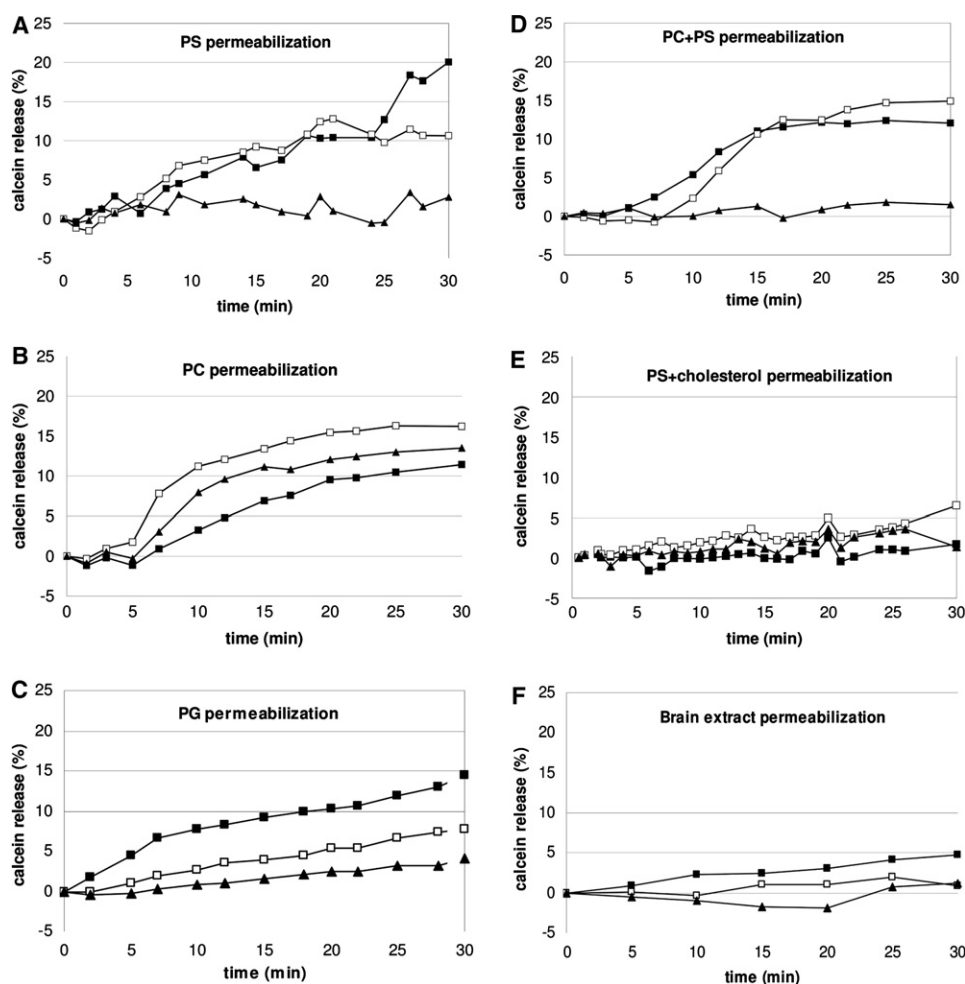 A
PS permeabilization
calcein release (%)
25
20
15
10
5
0
-5
0 5 10 15 20 25 30
time (min)
B
PC permeabilization
calcein release (%)
25
20
15
10
5
0
-5
0 5 10 15 20 25 30
time (min)
C
PG permeabilization
calcein release (%)
25
20
15
10
5
0
-5
0 5 10 15 20 25 30
time (min)
D
PC+PS permeabilization
calcein release (%)
25
20
15
10
5
0
-5
0 5 10 15 20 25 30
time (min)
E
PS+cholesterol permeabilization
calcein release (%)
25
20
15
10
5
0
-5
0 5 10 15 20 25 30
time (min)
F
Brain extract permeabilization
calcein release (%)
25
20
15
10
5
0
-5
0 5 10 15 20 25 30
time (min)